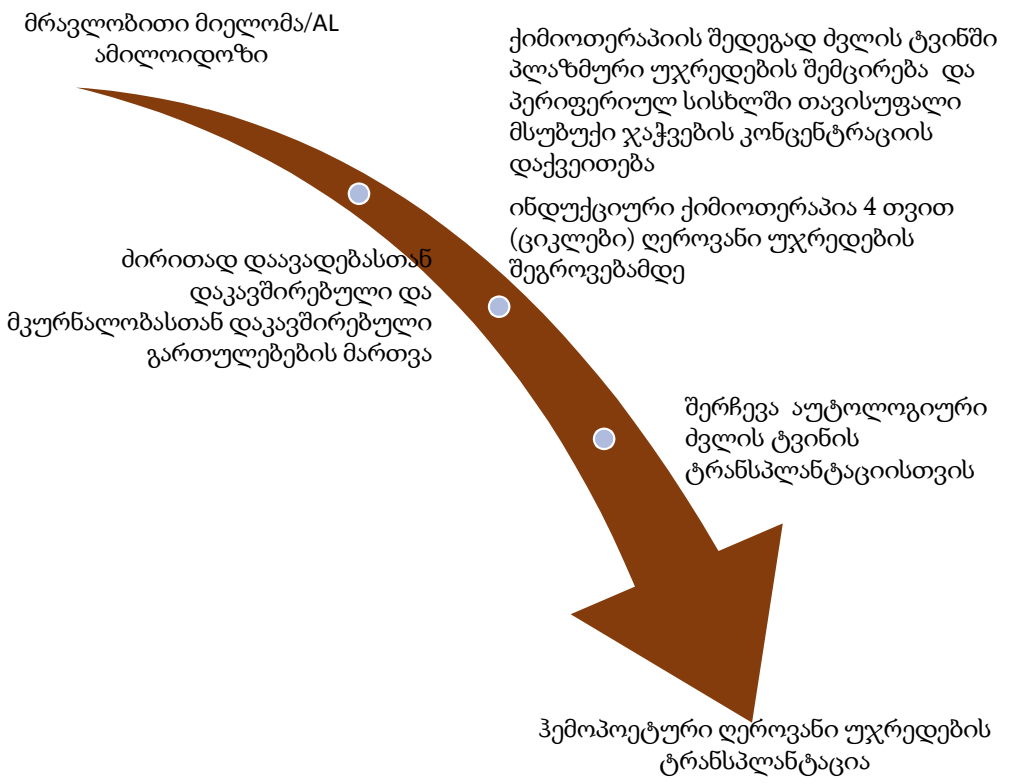 მრავლობითი მიელომა/AL
ამილოიდოზი
ქიმიოთერაპიის შედეგად ძვლის ტვინში
პლაზმური უჯრედების შემცირება და
პერიფერიულ სისხლში თავისუფალი
მსუბუქი ჯაჭვების კონცენტრაციის
დაქვეითება
ინდუქციური ქიმიოთერაპია 4 თვით
(ციკლები) ღეროვანი უჯრედების
შეგროვებამდე
ძირითად დაავადებასთან
დაკავშირებული და
მკურნალობასთან დაკავშირებული
გართულებების მართვა
შერჩევა აუტოლოგიური
ძვლის ტვინის
ტრანსპლანტაციისთვის
ჰემოპოეტური ღეროვანი უჯრედების
ტრანსპლანტაცია